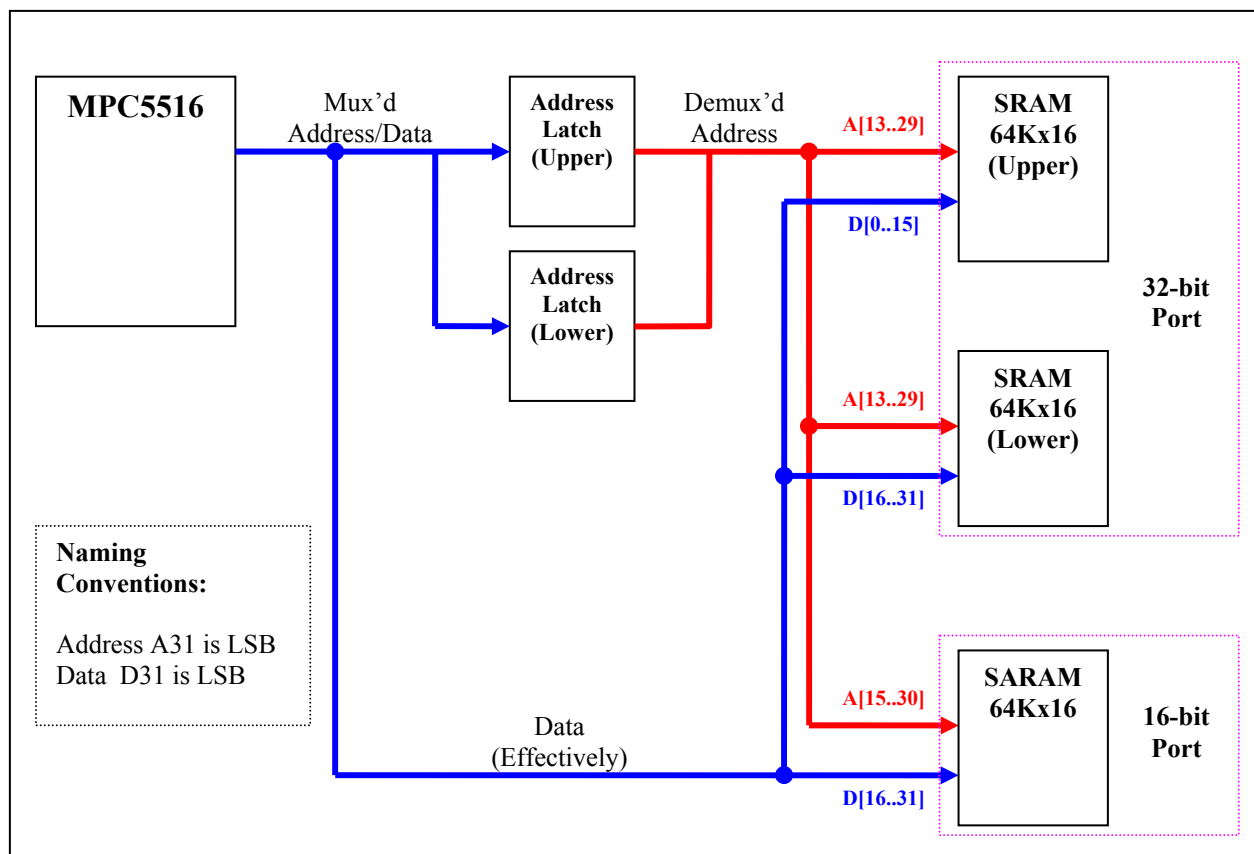 MPC5516
Mux’d
Address/Data
Address
Latch
(Upper)
Demux’d
Address
A[13..29]
D[0..15]
SRAM
64Kx16
(Upper)
Address
Latch
(Lower)
32-bit
Port
A[13..29]
D[16..31]
SRAM
64Kx16
(Lower)
Naming
Conventions:
Address A31 is LSB
Data  D31 is LSB
Data
(Effectively)
A[15..30]
D[16..31]
SARAM
64Kx16
16-bit
Port